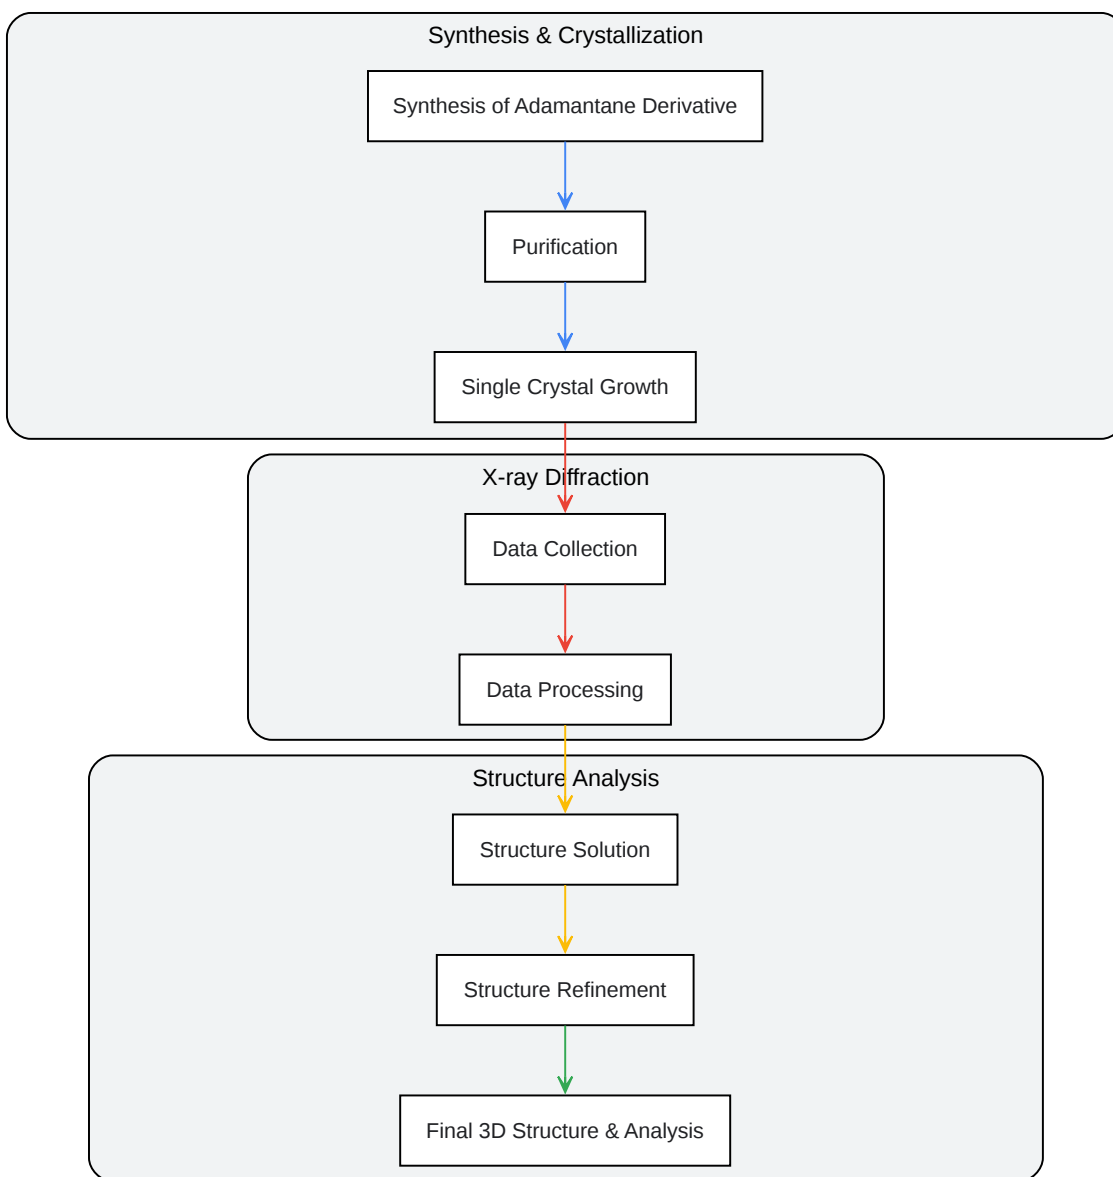 Synthesis & Crystallization
Synthesis of Adamantane Derivative
Purification
Single Crystal Growth
X-ray Diffraction
Data Collection
Data Processing
Structure Analysis
Structure Solution
Structure Refinement
Final 3D Structure & Analysis